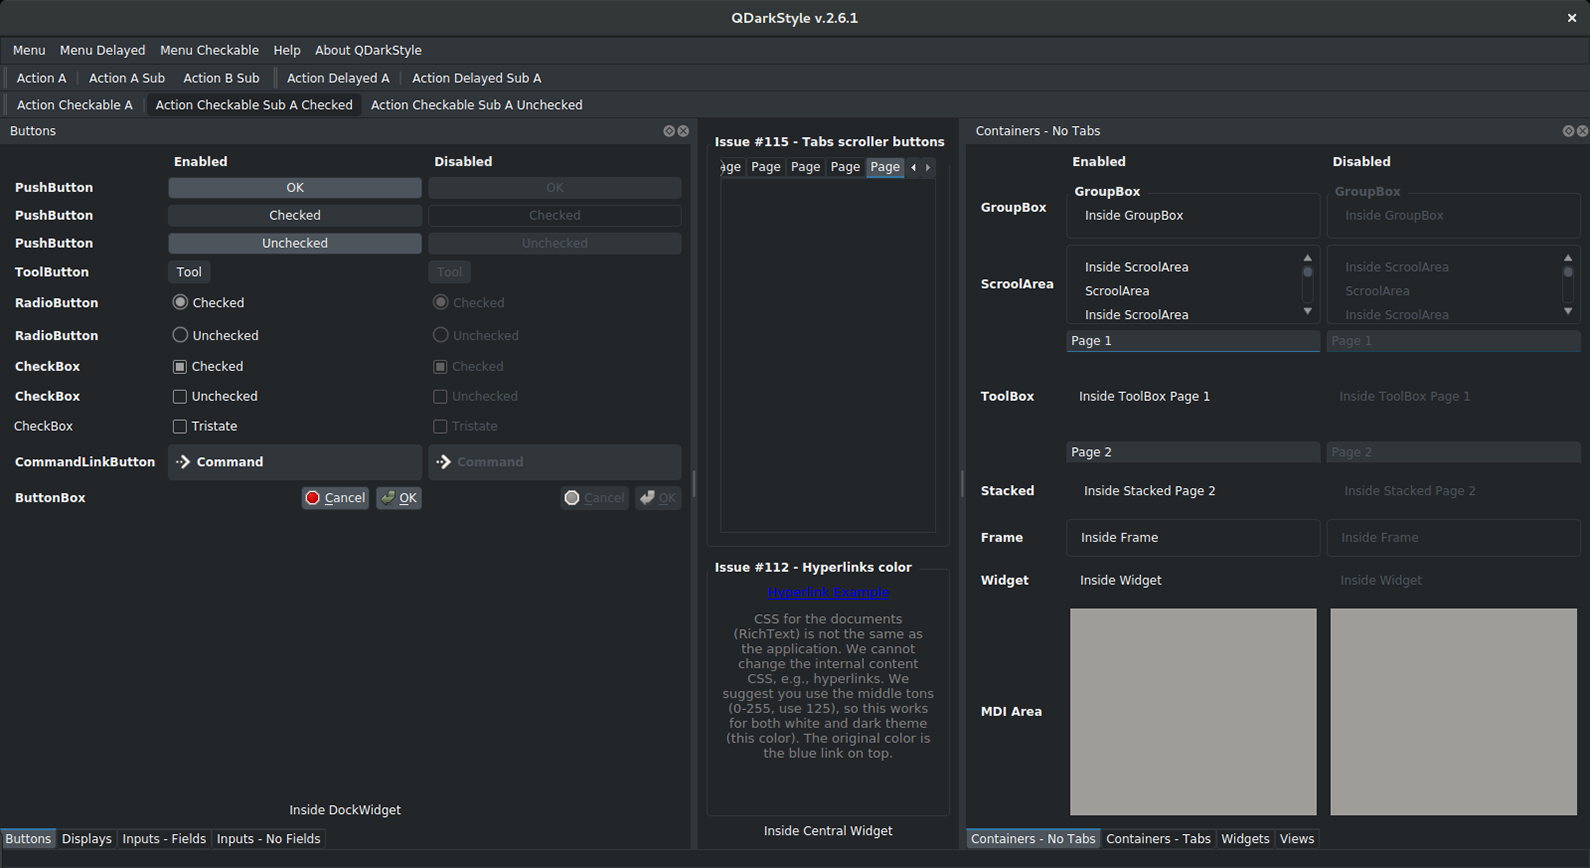 QDarkStyle v.2.6.1
Menu Menu Delayed Menu Checkable Help About QDarkStyle
Action A Action A Sub Action B Sub Action Delayed A Action Delayed Sub A
Action Checkable A Action Checkable Sub A Checked Action Checkable Sub A Unchecked
Buttons
Enabled Disabled
PushButton OK OK
PushButton Checked Checked
PushButton Unchecked Unchecked
ToolButton Tool Tool
RadioButton Checked Checked
RadioButton Unchecked Unchecked
CheckBox Checked Checked
CheckBox Unchecked Unchecked
CheckBox Tristate Tristate
CommandLinkButton Command Command
ButtonBox Cancel OK Cancel OK
Inside DockWidget
Buttons Displays Inputs - Fields Inputs - No Fields
Issue #115 - Tabs scroller buttons
age Page Page Page Page
Issue #112 - Hyperlinks color
Hyperlink Example
CSS for the documents
(RichText) is not the same as
the application. We cannot
change the internal content
CSS, e.g., hyperlinks. We
suggest you use the middle tons
(0-255, use 125), so this works
for both white and dark theme
(this color). The original color is
the blue link on top.
Inside Central Widget
Containers - No Tabs
Enabled Disabled
GroupBox GroupBox
GroupBox Inside GroupBox Inside GroupBox
Inside ScroolArea Inside ScroolArea
ScroolArea ScroolArea ScroolArea
Inside ScroolArea Inside ScroolArea
Page 1 Page 1
ToolBox Inside ToolBox Page 1 Inside ToolBox Page 1
Page 2 Page 2
Stacked Inside Stacked Page 2 Inside Stacked Page 2
Frame Inside Frame Inside Frame
Widget Inside Widget Inside Widget
MDI Area
Containers - No Tabs Containers - Tabs Widgets Views